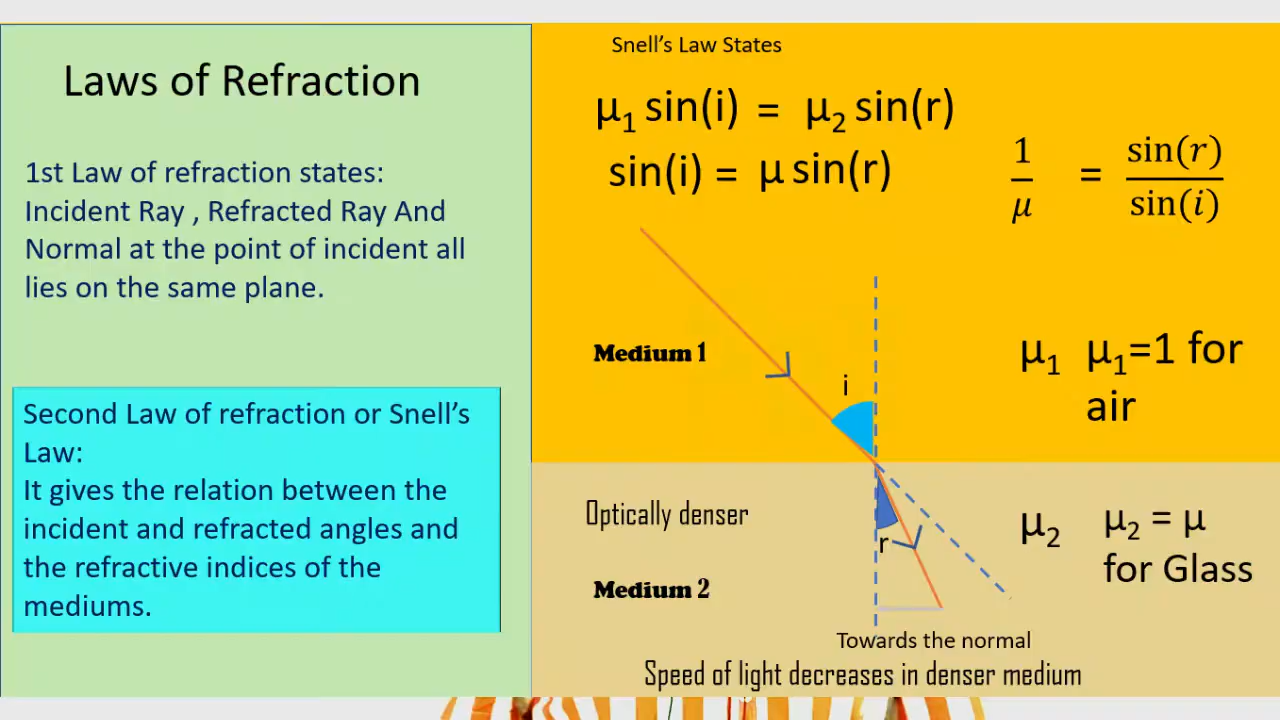 Laws of Refraction
1st Law of refraction states:
Incident Ray , Refracted Ray And
Normal at the point of incident all
lies on the same plane.
Second Law of refraction or Snell's
Law:
It gives the relation between the
incident and refracted angles and
the refractive indices of the
mediums.
Snell's Law States
μ₁ sin(i) = μ₂ sin(r)
sin(i) = μ sin(r)
1/μ = sin(r)/sin(i)
Medium 1
i
μ₁ μ₁=1 for
air
Optically denser
r
μ₂ μ₂ = μ
for Glass
Medium 2
Towards the normal
Speed of light decreases in denser medium